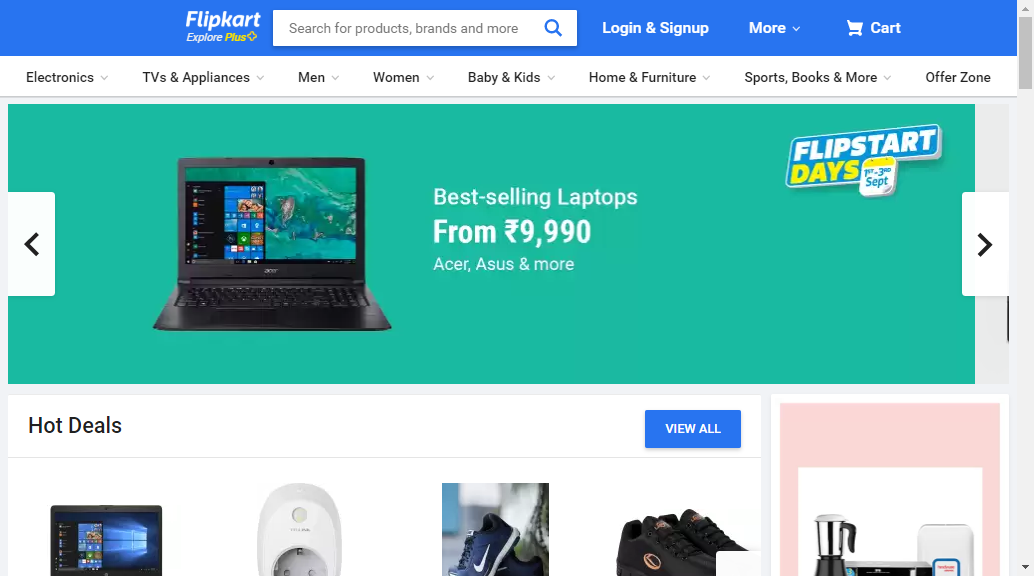 Flipkart
Explore Plus
Search for products, brands and more
Login & Signup
More
Cart
Electronics
TVs & Appliances
Men
Women
Baby & Kids
Home & Furniture
Sports, Books & More
Offer Zone
FLIPSTART
DAYS
1ST-3RD
Sept
Best-selling Laptops
From ₹9,990
Acer, Asus & more
acer
Hot Deals
VIEW ALL